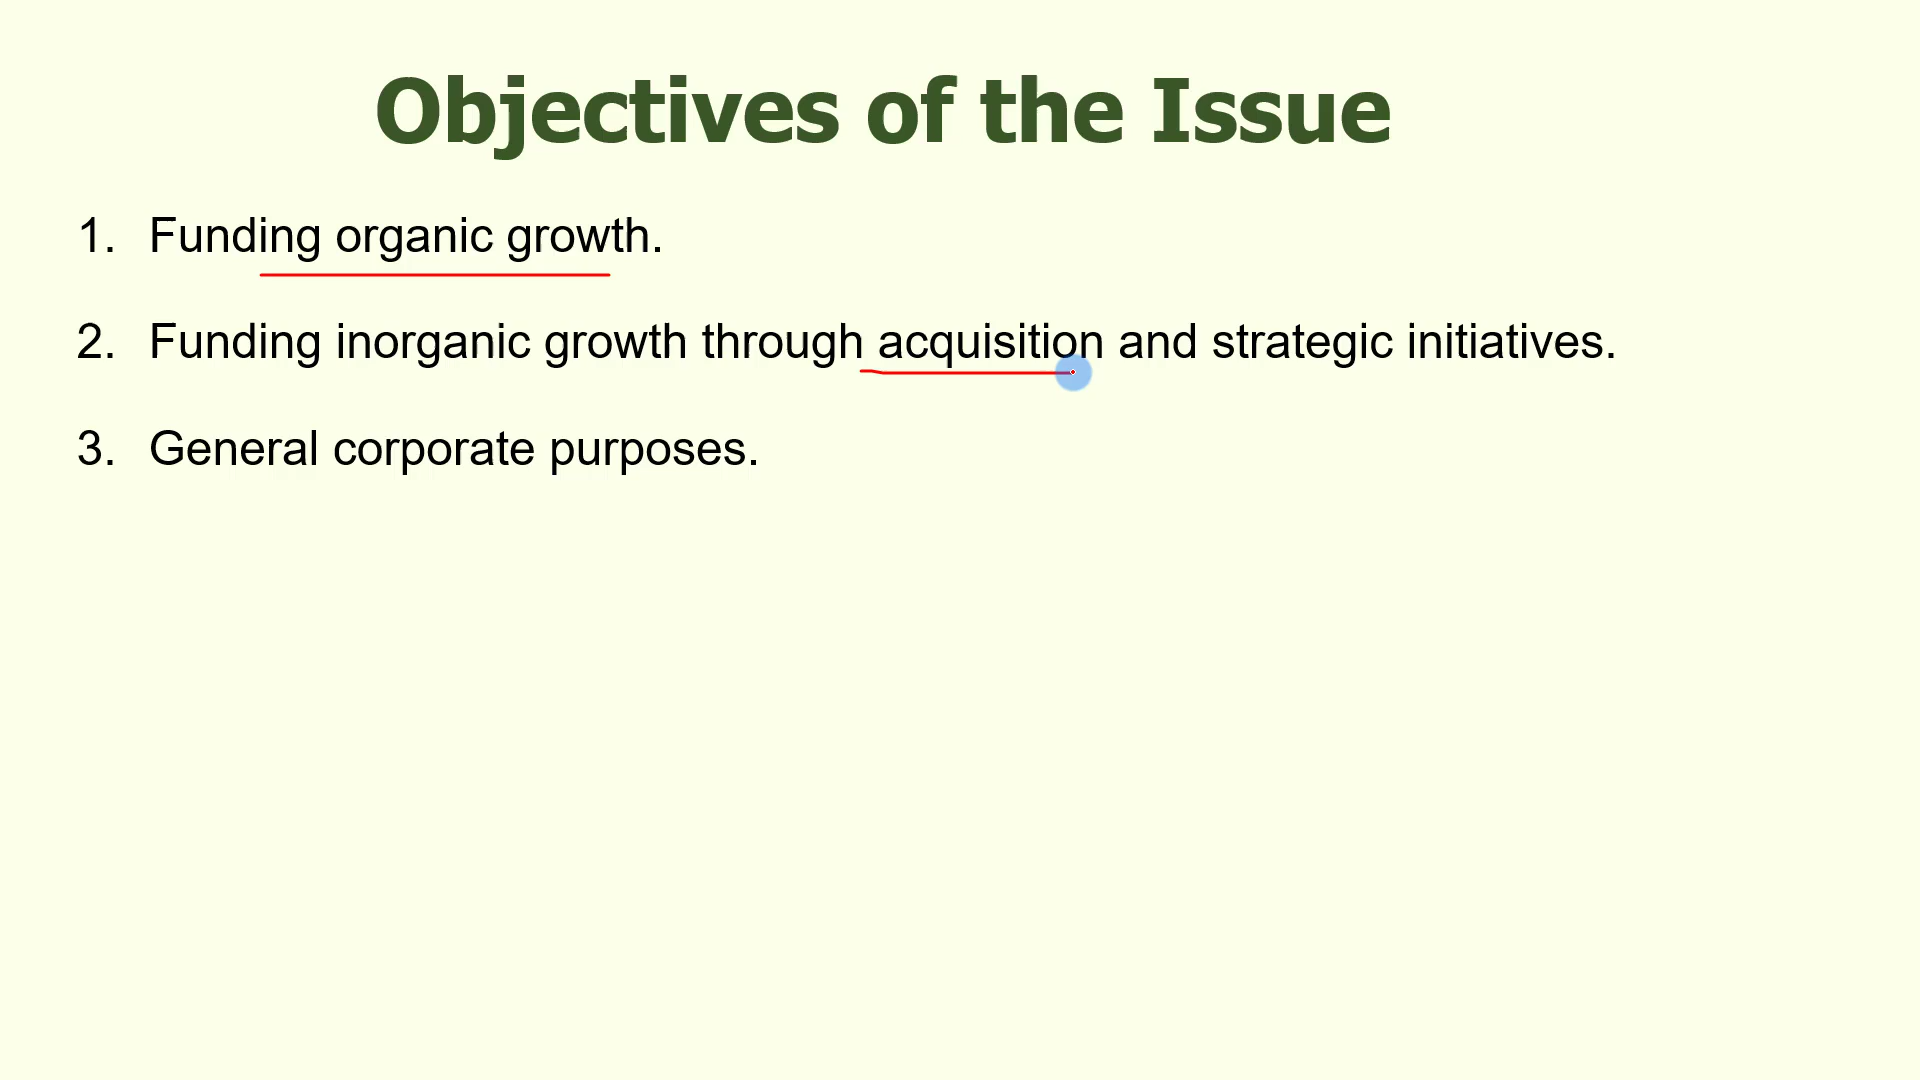 Objectives of the Issue
1. Funding organic growth.
2. Funding inorganic growth through acquisition and strategic initiatives.
3. General corporate purposes.